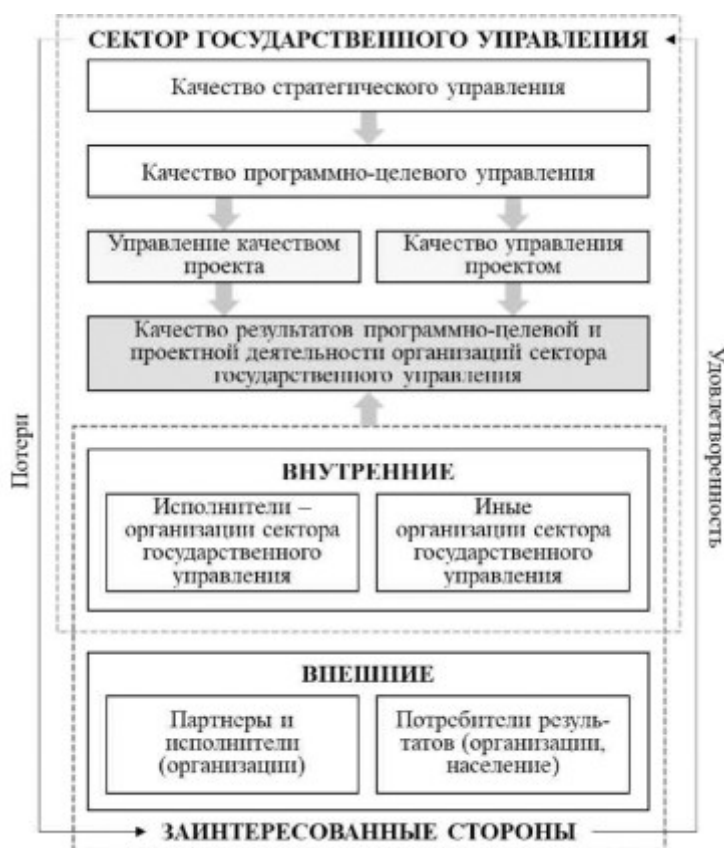 СЕКТОР ГОСУДАРСТВЕННОГО УПРАВЛЕНИЯ
Качество стратегического управления
Качество программно-целевого управления
Управление качеством
проекта
Качество управления
проектом
Качество результатов программно-целевой и
проектной деятельности организаций сектора
государственного управления
Потери
Удовлетворенность
ВНУТРЕННИЕ
Исполнители –
организации сектора
государственного
управления
Иные
организации сектора
государственного
управления
ВНЕШНИЕ
Партнеры и
исполнители
(организации)
Потребители резуль-
татов (организации,
население)
ЗАИНТЕРЕСОВАННЫЕ СТОРОНЫ